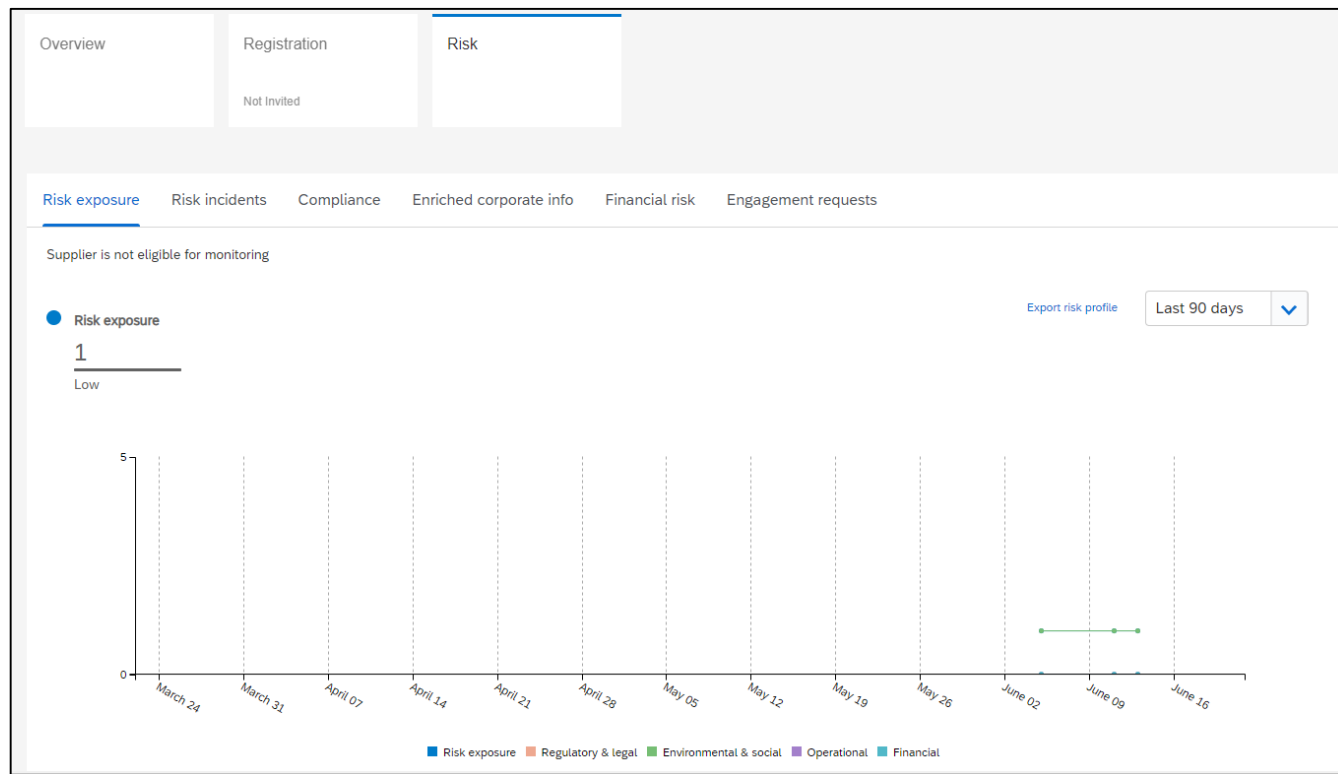 Overview
Registration
Risk
Not Invited
Risk exposure
Risk incidents
Compliance
Enriched corporate info
Financial risk
Engagement requests
Supplier is not eligible for monitoring
Risk exposure
Export risk profile
Last 90 days
1
Low
5
0
March 24
March 31
April 07
April 14
April 21
April 28
May 05
May 12
May 19
May 26
June 02
June 09
June 16
Risk exposure
Regulatory & legal
Environmental & social
Operational
Financial